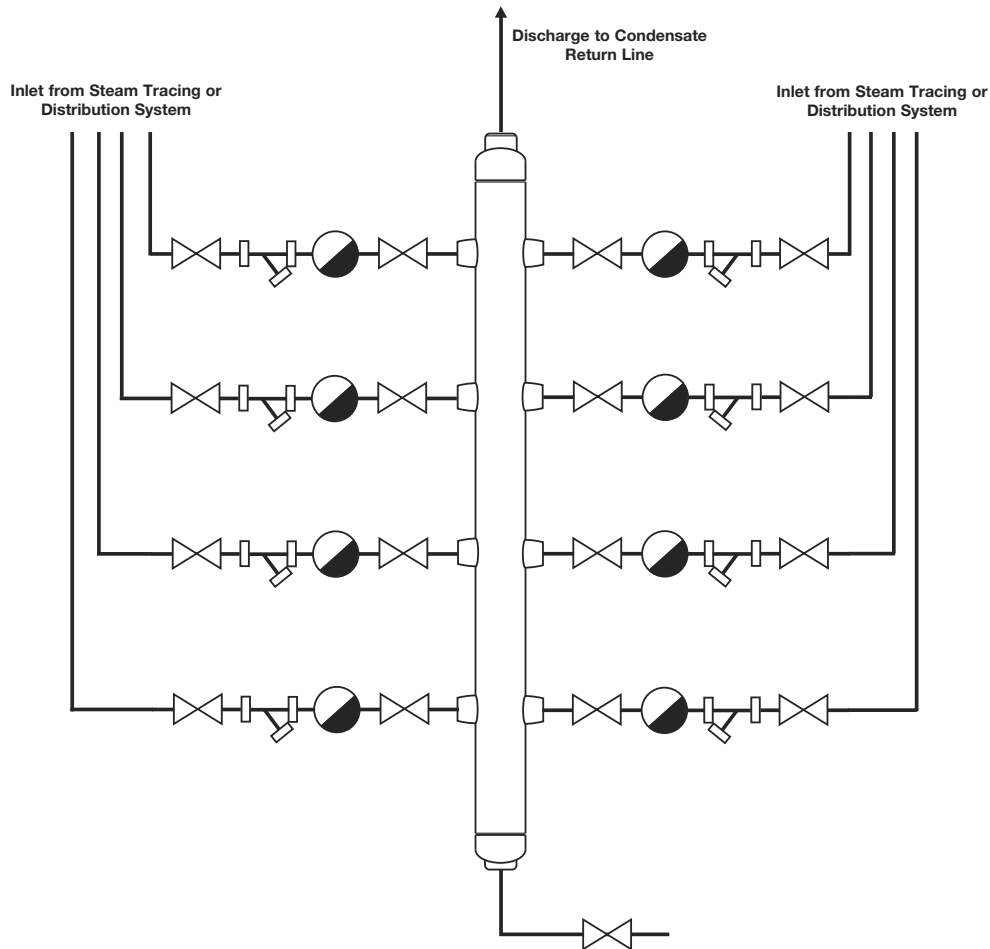 Discharge to Condensate
Return Line
Inlet from Steam Tracing or
Distribution System
Inlet from Steam Tracing or
Distribution System